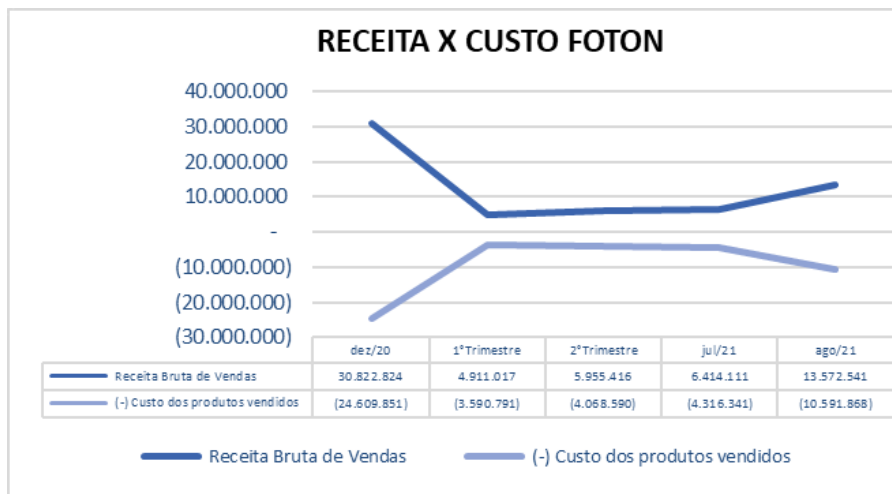 RECEITA X CUSTO FOTON
40.000.000
30.000.000
20.000.000
10.000.000
-
(10.000.000)
(20.000.000)
(30.000.000)
dez/20 1°Trimestre 2°Trimestre jul/21 ago/21
Receita Bruta de Vendas 30.822.824 4.911.017 5.955.416 6.414.111 13.572.541
(-) Custo dos produtos vendidos (24.609.851) (3.590.791) (4.068.590) (4.316.341) (10.591.868)
Receita Bruta de Vendas (-) Custo dos produtos vendidos